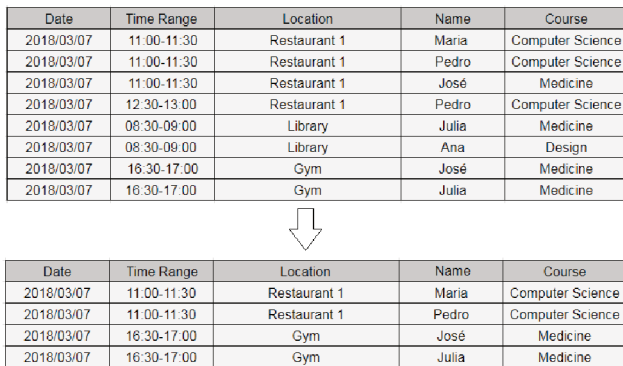 Date Time Range Location Name Course
2018/03/07 11:00-11:30 Restaurant 1 Maria Computer Science
2018/03/07 11:00-11:30 Restaurant 1 Pedro Computer Science
2018/03/07 11:00-11:30 Restaurant 1 José Medicine
2018/03/07 12:30-13:00 Restaurant 1 Pedro Computer Science
2018/03/07 08:30-09:00 Library Julia Medicine
2018/03/07 08:30-09:00 Library Ana Design
2018/03/07 16:30-17:00 Gym José Medicine
2018/03/07 16:30-17:00 Gym Julia Medicine
Date Time Range Location Name Course
2018/03/07 11:00-11:30 Restaurant 1 Maria Computer Science
2018/03/07 11:00-11:30 Restaurant 1 Pedro Computer Science
2018/03/07 16:30-17:00 Gym José Medicine
2018/03/07 16:30-17:00 Gym Julia Medicine